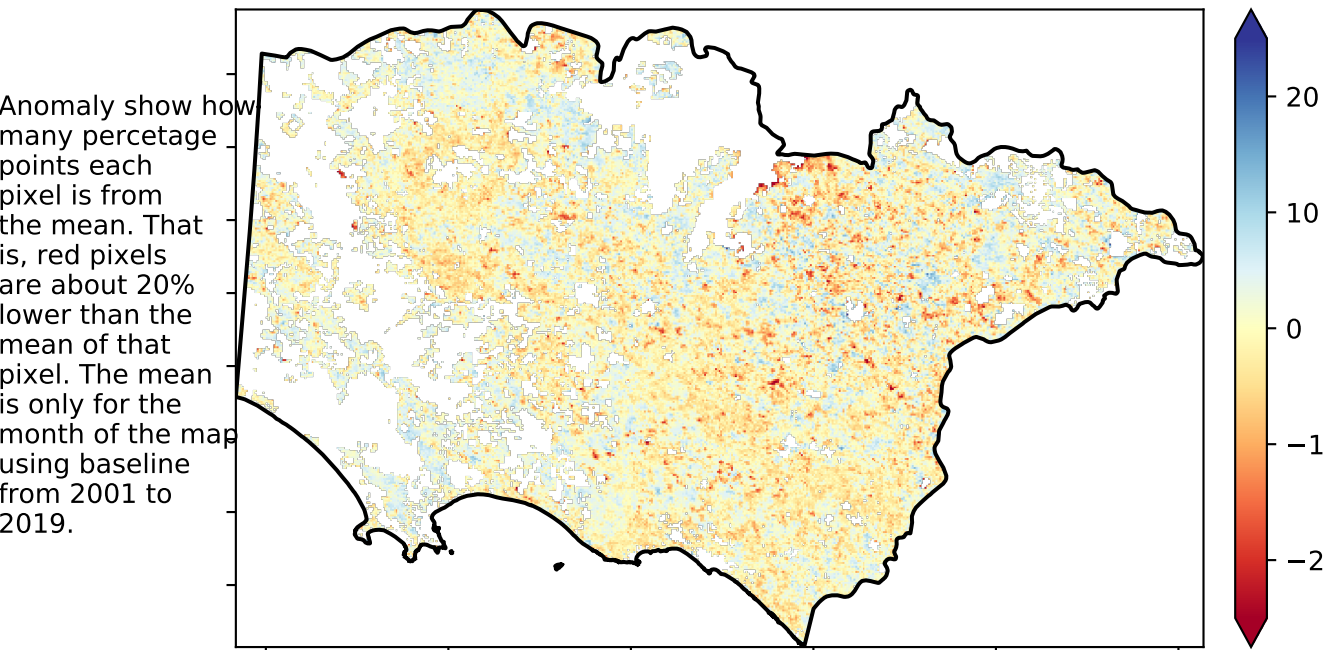 Anomaly show how
many percetage
points each
pixel is from
the mean. That
is, red pixels
are about 20%
lower than the
mean of that
pixel. The mean
is only for the
month of the map
using baseline
from 2001 to
2019.
20
10
0
−1
−2